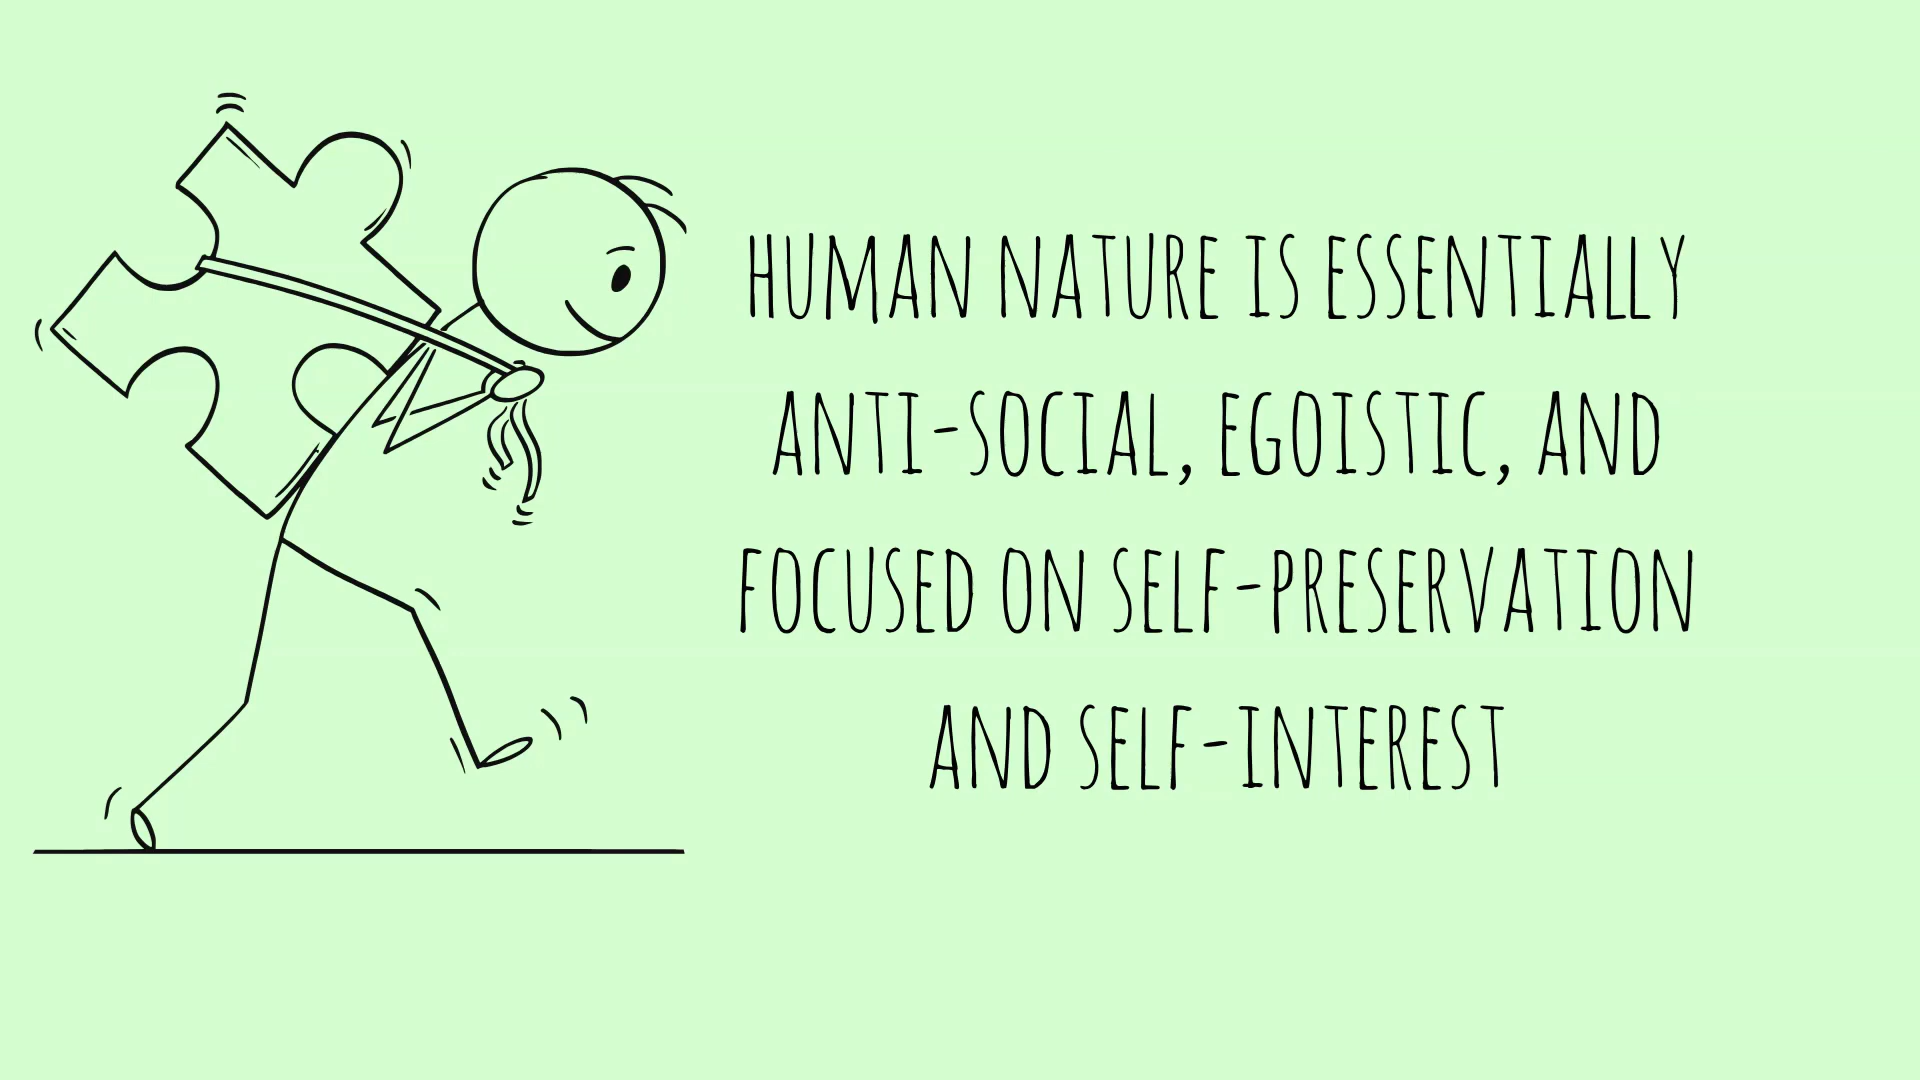 HUMAN NATURE IS ESSENTIALLY
ANTI-SOCIAL, EGOISTIC, AND
FOCUSED ON SELF-PRESERVATION
AND SELF-INTEREST